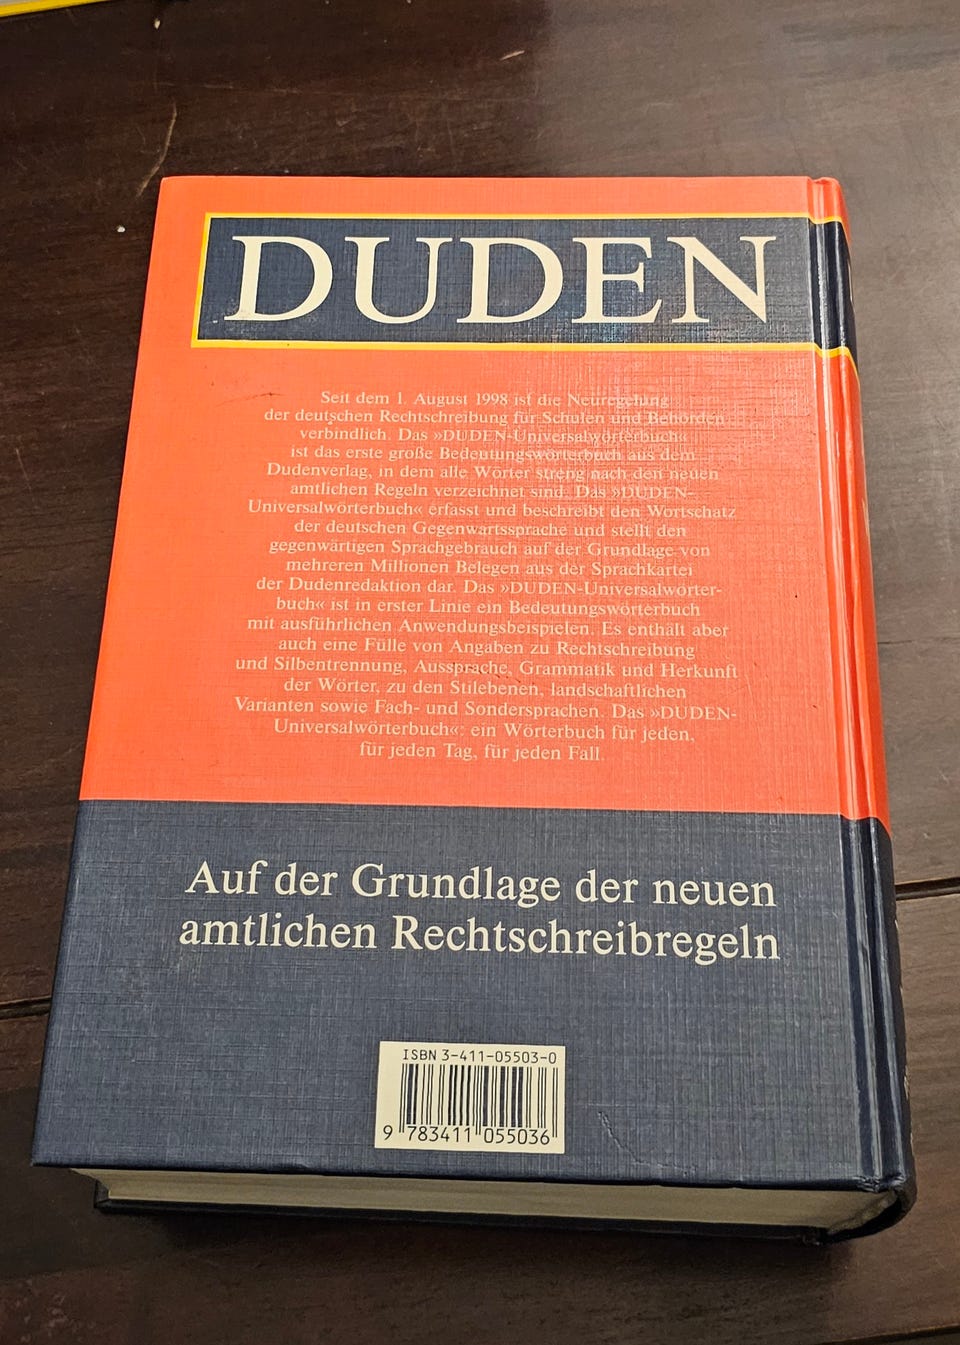 DUDEN
Seit dem 1. August 1998 ist die Neuregelung
der deutschen Rechtschreibung für Schulen und Behörden
verbindlich. Das »DUDEN-Universalwörterbuch«
ist das erste große Bedeutungswörterbuch aus dem
Dudenverlag, in dem alle Wörter streng nach den neuen
amtlichen Regeln verzeichnet sind. Das »DUDEN-
Universalwörterbuch« erfasst und beschreibt den Wortschatz
der deutschen Gegenwartssprache und stellt den
gegenwärtigen Sprachgebrauch auf der Grundlage von
mehreren Millionen Belegen aus der Sprachkartei
der Dudenredaktion dar. Das »DUDEN-Universalwörter-
buch« ist in erster Linie ein Bedeutungswörterbuch
mit ausführlichen Anwendungsbeispielen. Es enthält aber
auch eine Fülle von Angaben zu Rechtschreibung
und Silbentrennung, Aussprache, Grammatik und Herkunft
der Wörter, zu den Stilebenen, landschaftlichen
Varianten sowie Fach- und Sondersprachen. Das »DUDEN-
Universalwörterbuch«: ein Wörterbuch für jeden,
für jeden Tag, für jeden Fall.
Auf der Grundlage der neuen
amtlichen Rechtschreibregeln
ISBN 3-411-05503-0
9 783411 055036